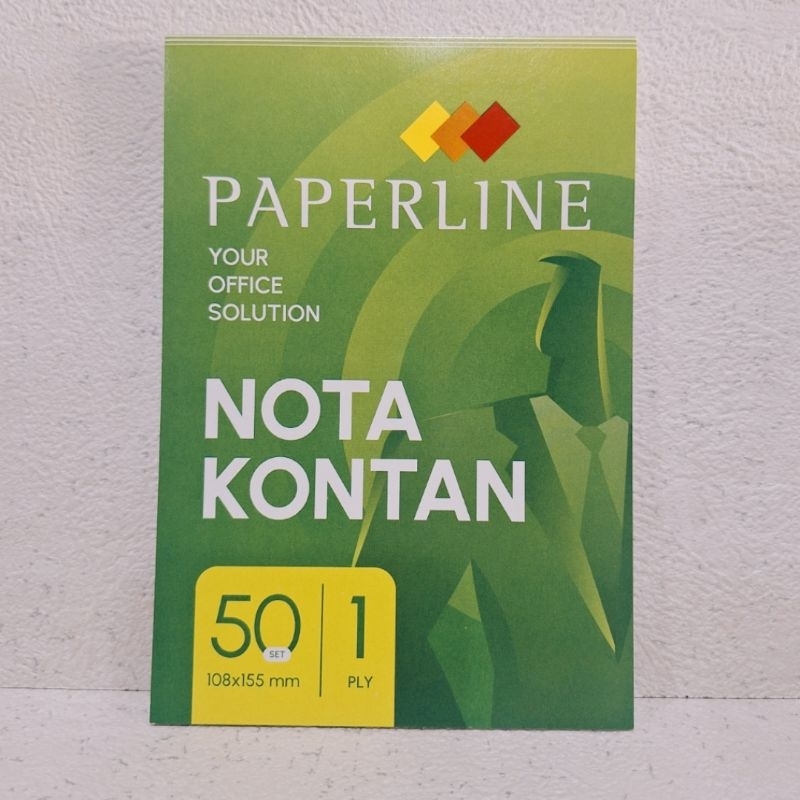 PAPERLINE
YOUR
OFFICE
SOLUTION
NOTA
KONTAN
50
SET
108x155 mm
1
PLY